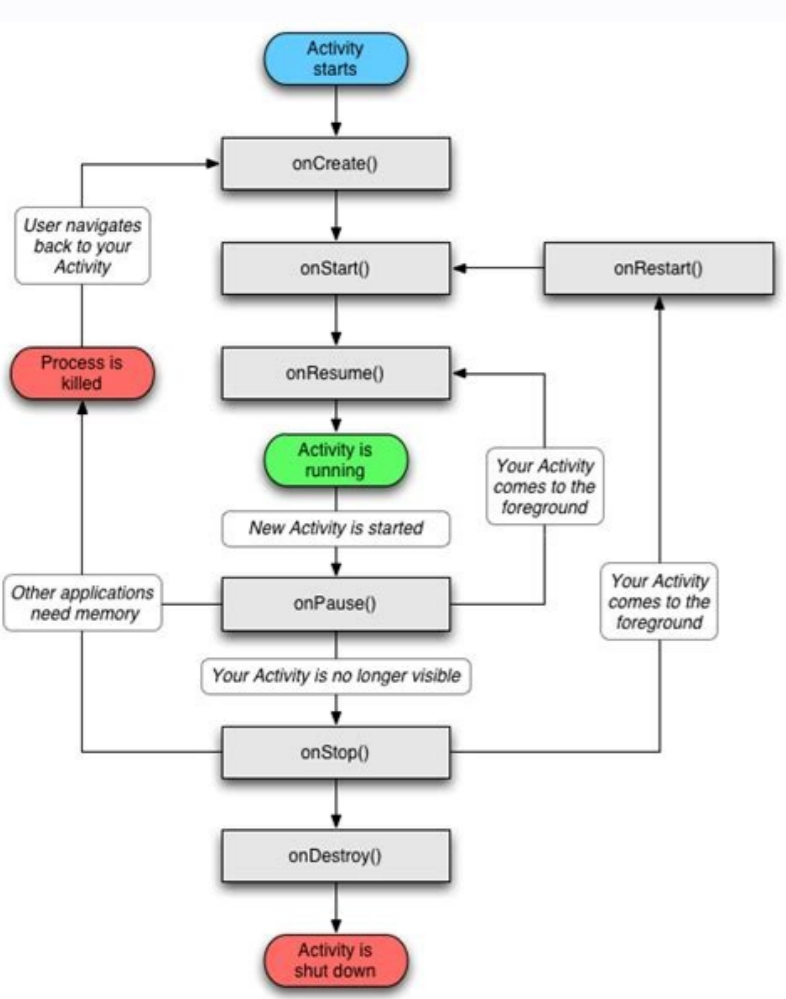 Activity
starts
onCreate()
User navigates
back to your
Activity
onStart()
onRestart()
Process is
killed
onResume()
Activity is
running
Your Activity
comes to the
foreground
New Activity is started
Other applications
need memory
onPause()
Your Activity
comes to the
foreground
Your Activity is no longer visible
onStop()
onDestroy()
Activity is
shut down